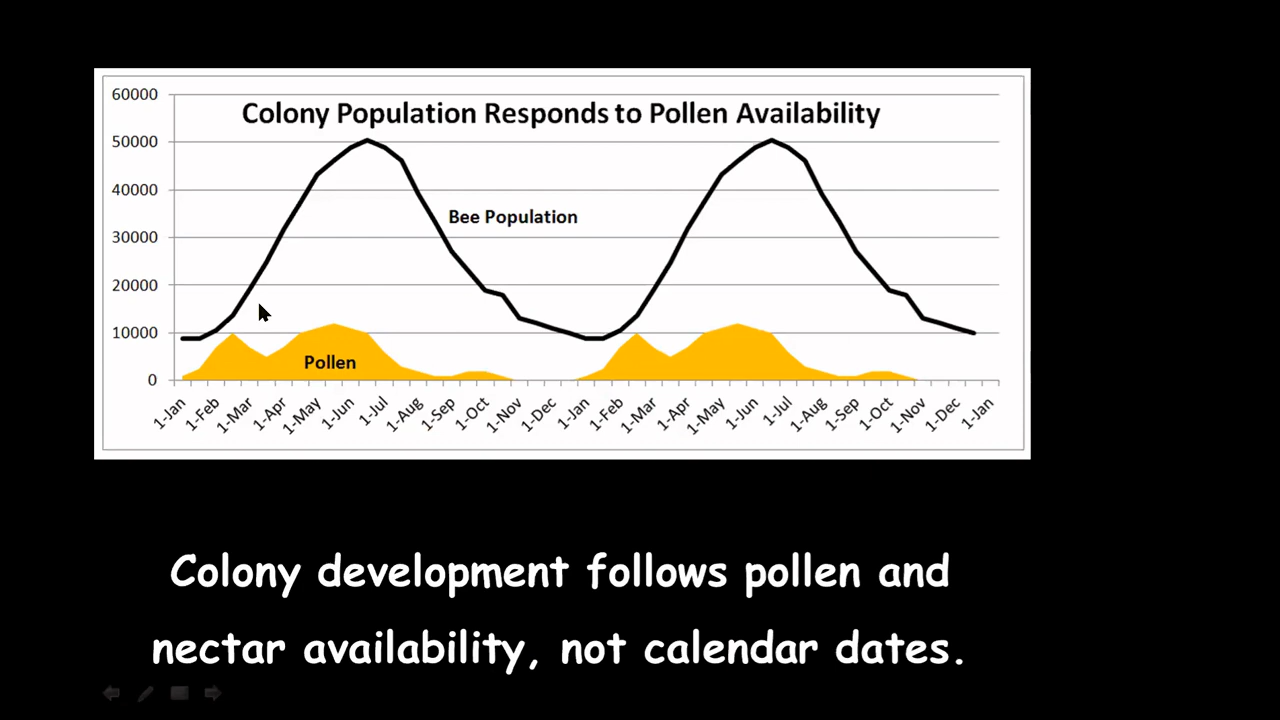 Colony Population Responds to Pollen Availability
60000
50000
40000
30000
20000
10000
0
Bee Population
Pollen
1-Jan 1-Feb 1-Mar 1-Apr 1-May 1-Jun 1-Jul 1-Aug 1-Sep 1-Oct 1-Nov 1-Dec 1-Jan 1-Feb 1-Mar 1-Apr 1-May 1-Jun 1-Jul 1-Aug 1-Sep 1-Oct 1-Nov 1-Dec 1-Jan
Colony development follows pollen and
nectar availability, not calendar dates.